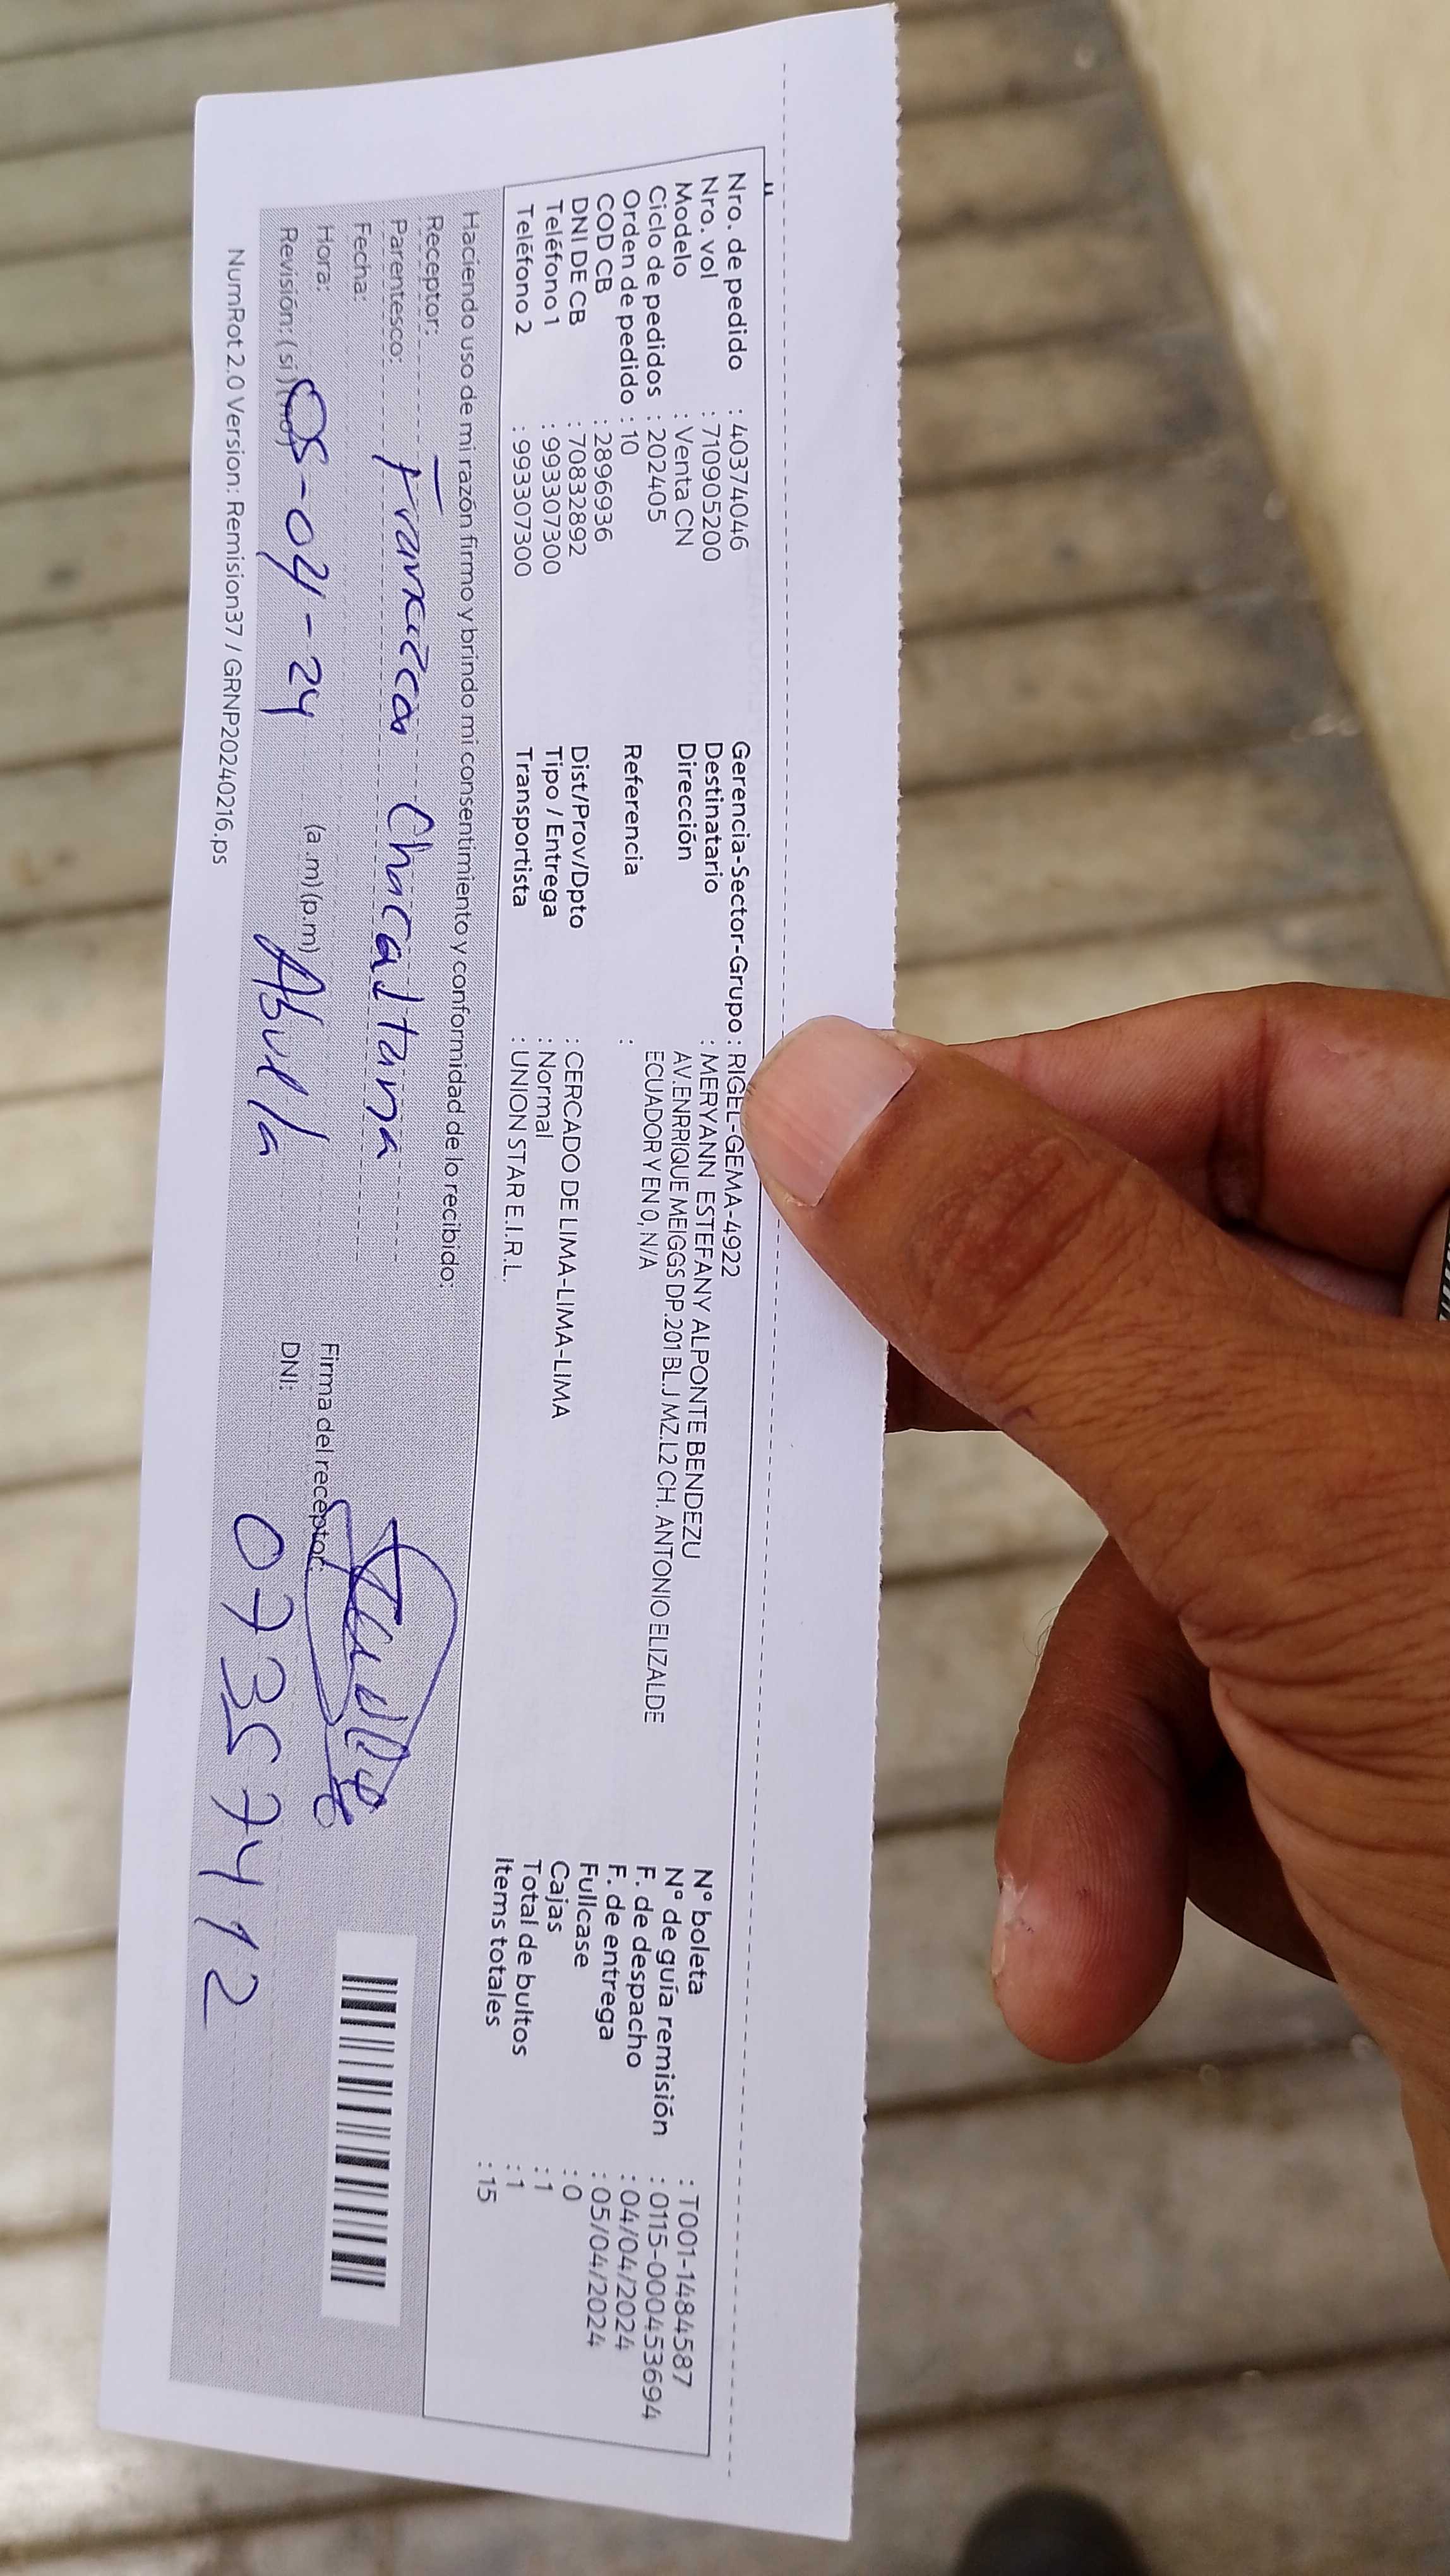 Nro. de pedido : 40374046
Nro. vol : 710905200
Modelo : Venta CN
Ciclo de pedidos : 202405
Orden de pedido : 10
COD CB : 2896936
DNI DE CB : 70832892
Teléfono 1 : 993307300
Teléfono 2 : 993307300
Gerencia-Sector-Grupo : RIGEL-GEMA-4922
Destinatario : MERYANN ESTEFANY ALPONTE BENDEZU
Dirección AV.ENRRIQUE MEIGGS DP.201 BL.J MZ.L2 CH. ANTONIO ELIZALDE
ECUADOR Y EN 0, N/A
Referencia :
Dist/Prov/Dpto : CERCADO DE LIMA-LIMA-LIMA
Tipo / Entrega : Normal
Transportista : UNION STAR E.I.R.L.
N° boleta : T001-1484587
N° de guía remisión : 0115-000453694
F. de despacho : 04/04/2024
F. de entrega : 05/04/2024
Fullcase : 0
Cajas : 1
Total de bultos : 1
Items totales : 15
Haciendo uso de mi razón firmo y brindo mi consentimiento y conformidad de lo recibido:
Receptor:
Parentesco: Francisca Chacaltana
Fecha:
Hora: (a.m) (p.m)
Revisión: (si) (no) 05-04-24 Abuela
Firma del receptor:
DNI: 07357412
NumRot 2.0 Version: Remision37 / GRNP20240216.ps